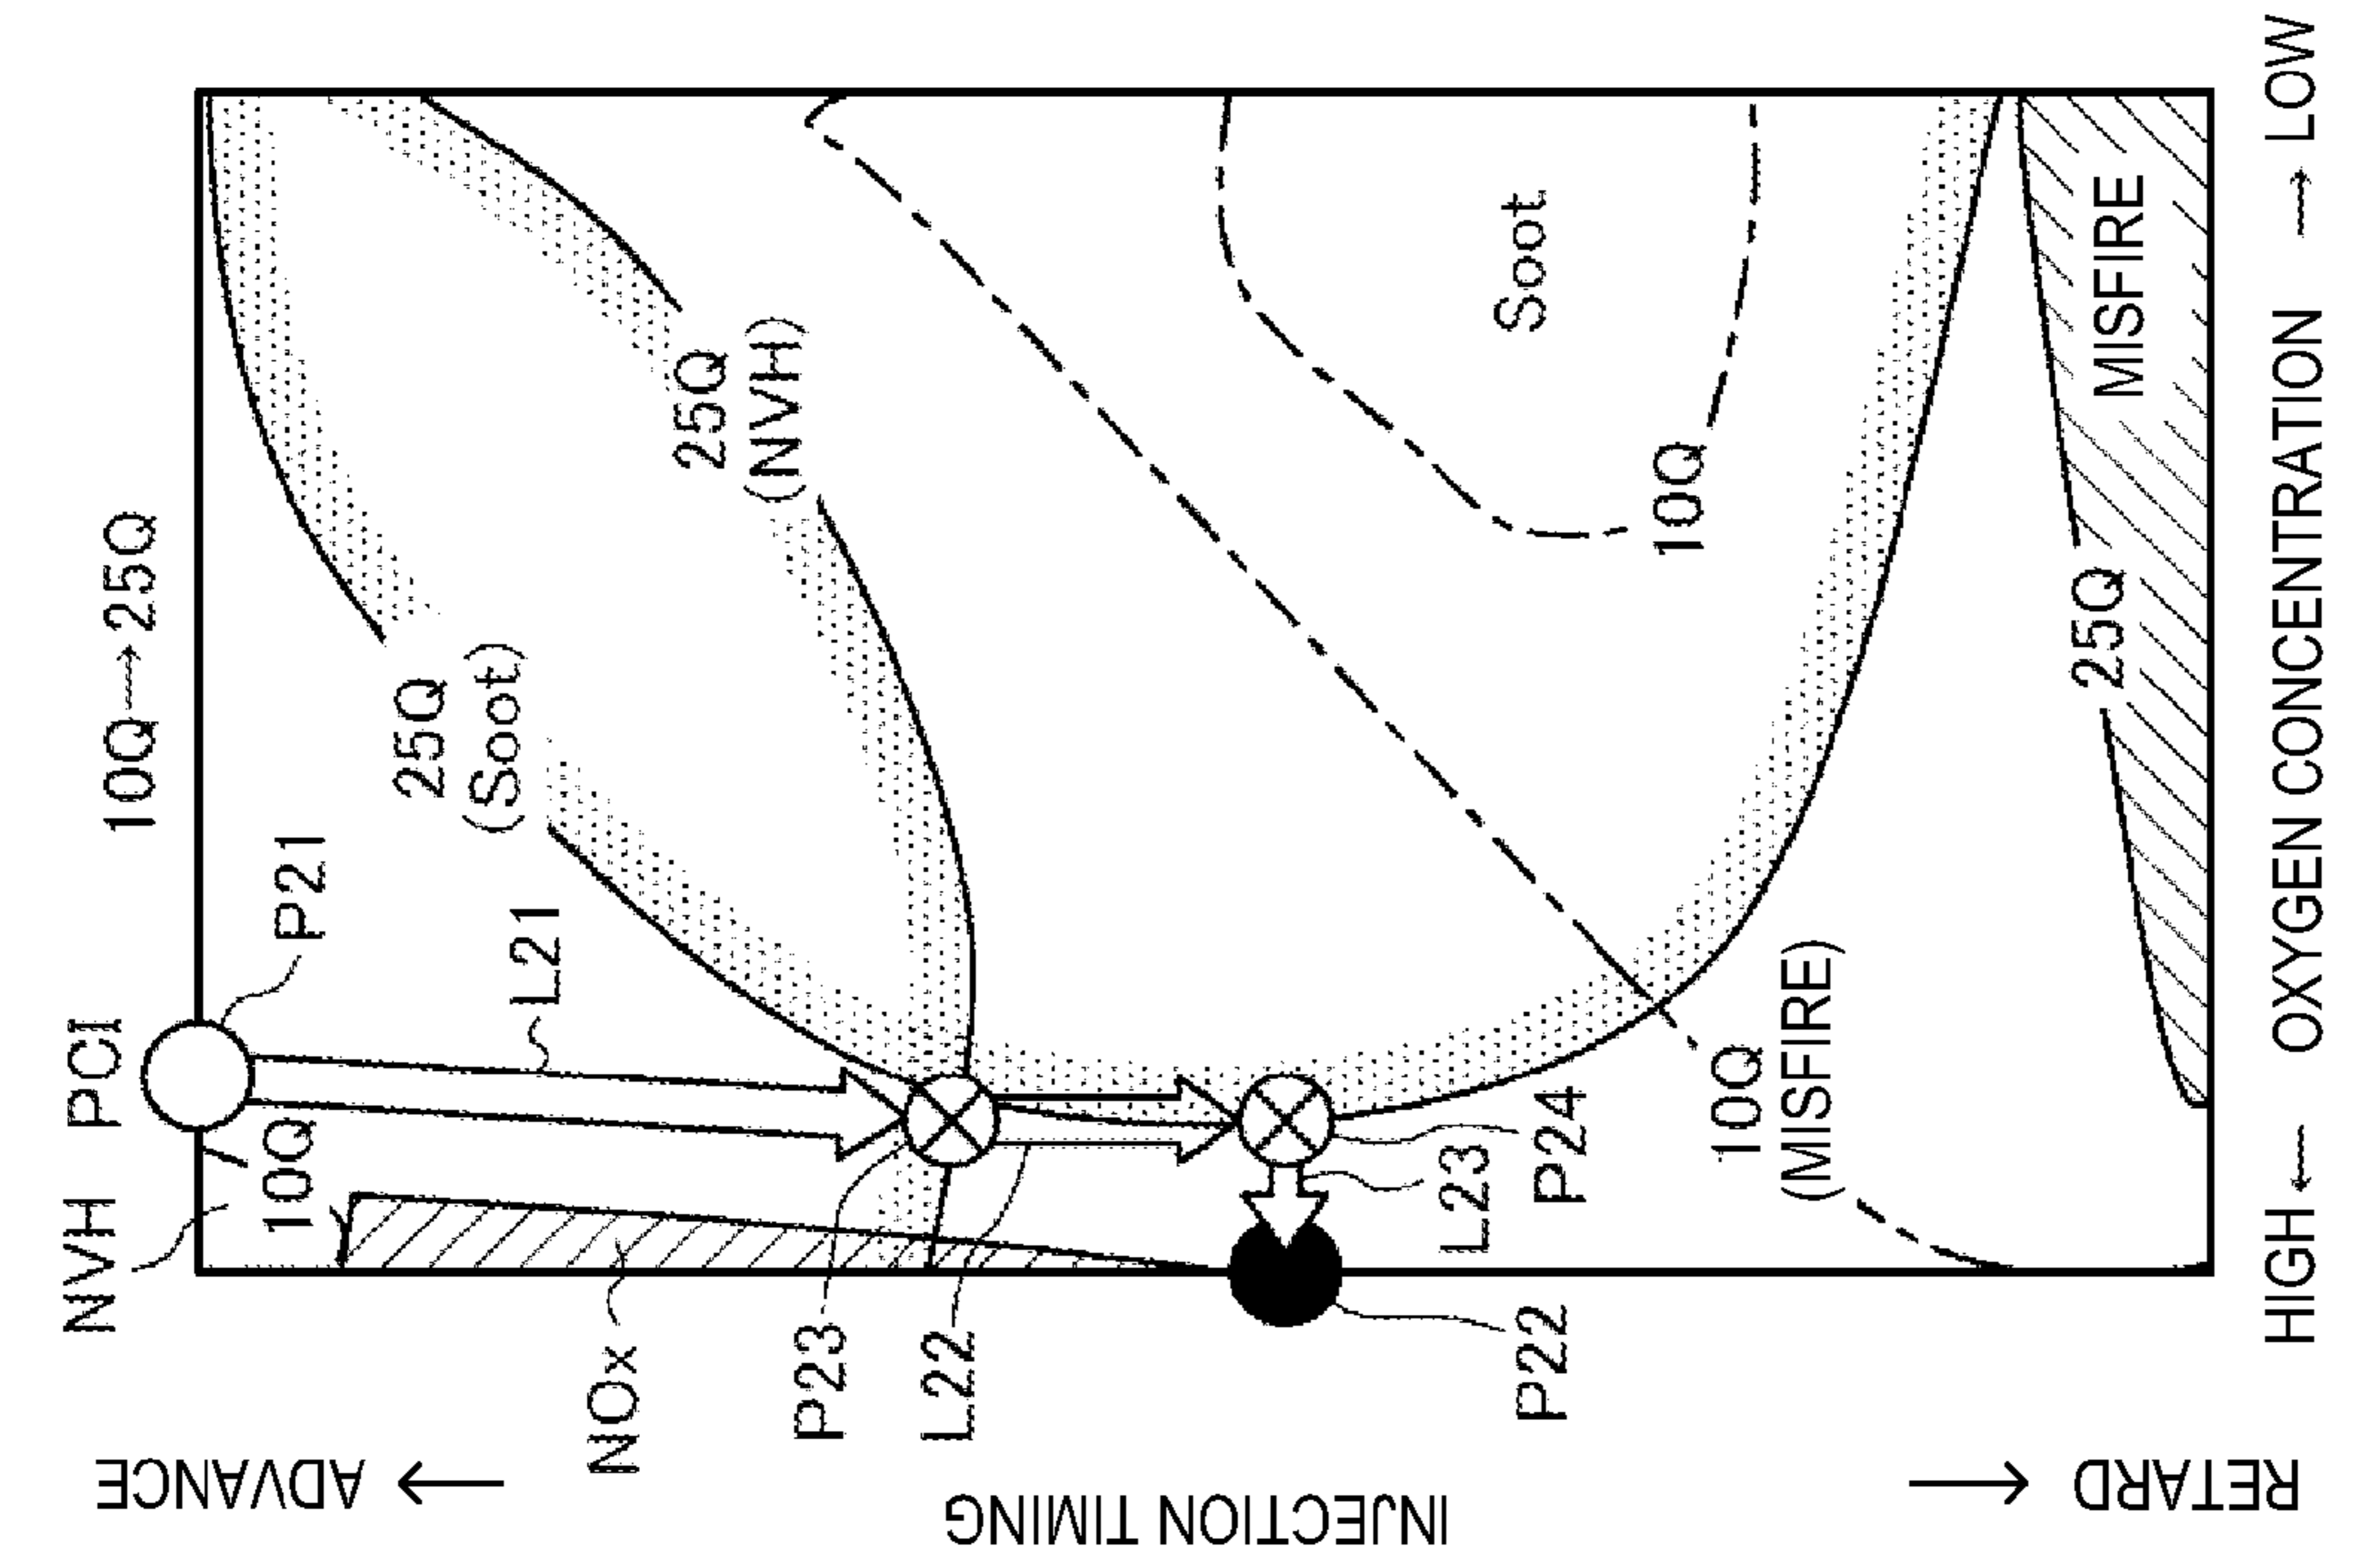 10Q→25Q
NVH
PCI
10Q
P21
L21
25Q
(Soot)
25Q
(NVH)
NOx
P23
L22
L23
P24
P22
Soot
10Q
10Q
(MISFIRE)
25Q
MISFIRE
ADVANCE
INJECTION TIMING
RETARD
HIGH ← OXYGEN CONCENTRATION → LOW